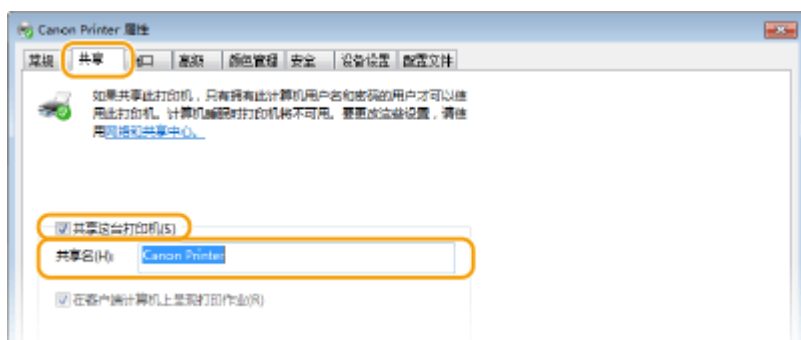 Canon Printer 属性
常规 共享 端口 高级 颜色管理 安全 设备设置 配置文件
如果共享此打印机，只有拥有此计算机用户名和密码的用户才可以使
用此打印机。计算机睡眠时打印机将不可用。要更改这些设置，请使
用网络和共享中心。
共享这台打印机(S)
共享名(H): Canon Printer
在客户端计算机上呈现打印作业(R)